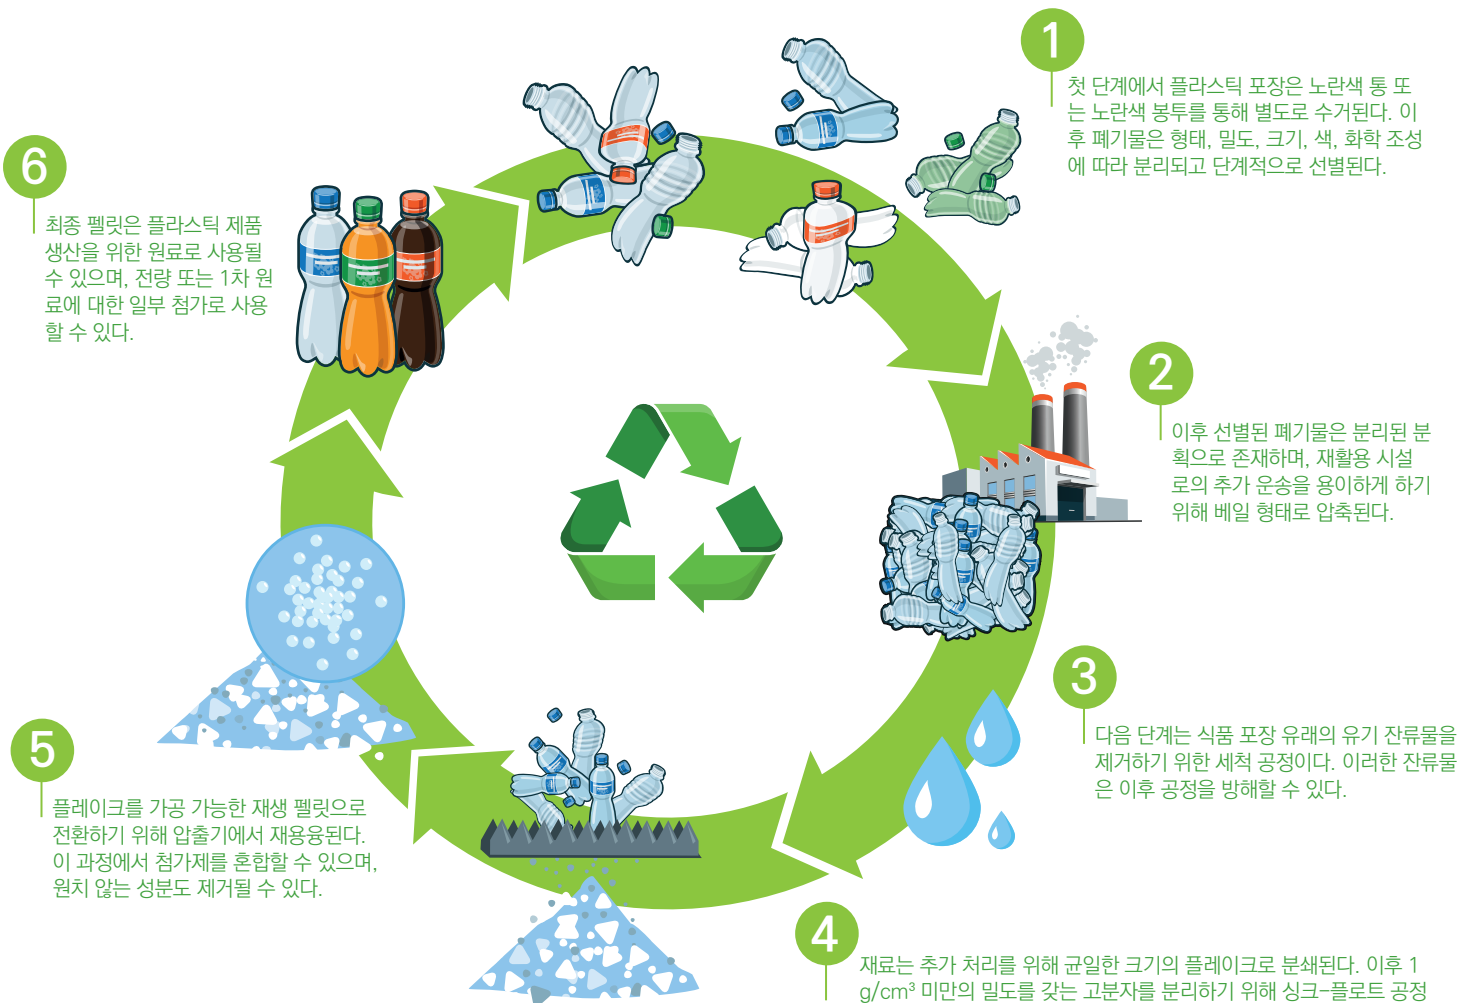 1
첫 단계에서 플라스틱 포장은 노란색 통 또
는 노란색 봉투를 통해 별도로 수거된다. 이
후 폐기물은 형태, 밀도, 크기, 색, 화학 조성
에 따라 분리되고 단계적으로 선별된다.
2
이후 선별된 폐기물은 분리된 분
획으로 존재하며, 재활용 시설
로의 추가 운송을 용이하게 하기
위해 베일 형태로 압축된다.
3
다음 단계는 식품 포장 유래의 유기 잔류물을
제거하기 위한 세척 공정이다. 이러한 잔류물
은 이후 공정을 방해할 수 있다.
4
재료는 추가 처리를 위해 균일한 크기의 플레이크로 분쇄된다. 이후 1
g/cm³ 미만의 밀도를 갖는 고분자를 분리하기 위해 싱크-플로트 공정
5
플레이크를 가공 가능한 재생 펠릿으로
전환하기 위해 압출기에서 재용융된다.
이 과정에서 첨가제를 혼합할 수 있으며,
원치 않는 성분도 제거될 수 있다.
6
최종 펠릿은 플라스틱 제품
생산을 위한 원료로 사용될
수 있으며, 전량 또는 1차 원
료에 대한 일부 첨가로 사용
할 수 있다.